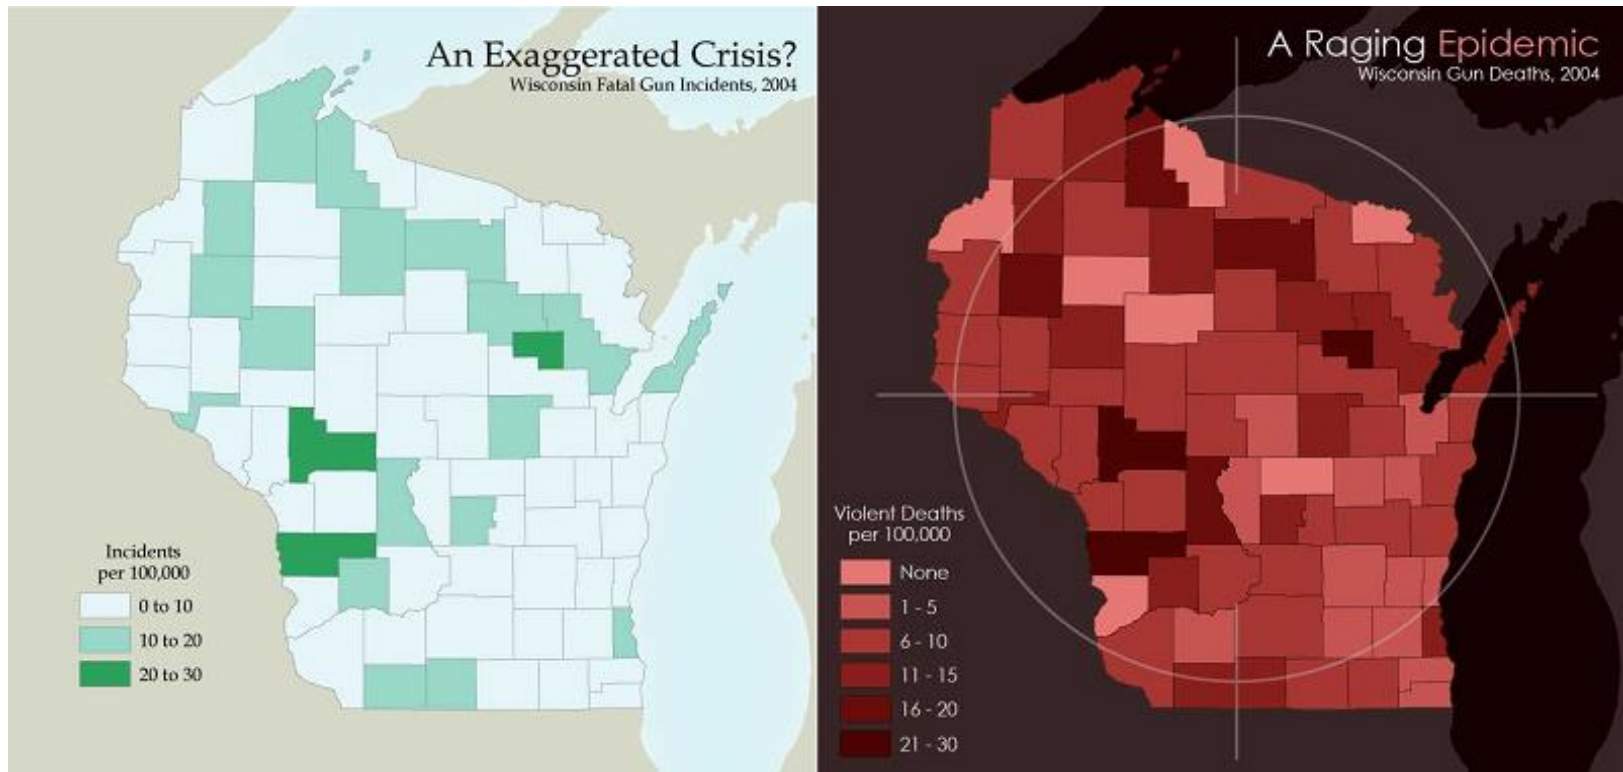 An Exaggerated Crisis?
Wisconsin Fatal Gun Incidents, 2004
Incidents
per 100,000
0 to 10
10 to 20
20 to 30
A Raging Epidemic
Wisconsin Gun Deaths, 2004
Violent Deaths
per 100,000
None
1 - 5
6 - 10
11 - 15
16 - 20
21 - 30